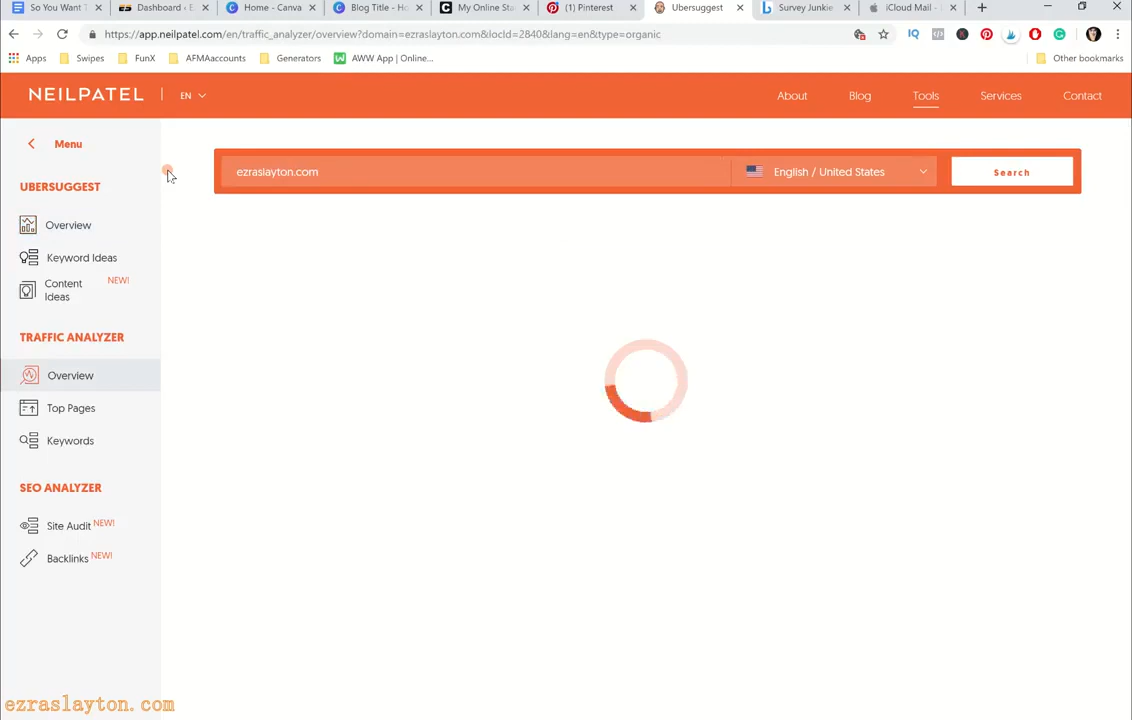 So You Want T
Dashboard ‹ E
Home - Canva
Blog Title - Ho
My Online Sta
(1) Pinterest
Ubersuggest
Survey Junkie
iCloud Mail -
https://app.neilpatel.com/en/traffic_analyzer/overview?domain=ezraslayton.com&locId=2840&lang=en&type=organic
Apps
Swipes
FunX
AFMAaccounts
Generators
AWW App | Online...
Other bookmarks
NEILPATEL
EN
About
Blog
Tools
Services
Contact
Menu
ezraslayton.com
English / United States
Search
UBERSUGGEST
Overview
Keyword Ideas
Content
Ideas
NEW!
TRAFFIC ANALYZER
Overview
Top Pages
Keywords
SEO ANALYZER
Site Audit NEW!
Backlinks NEW!
ezraslayton.com